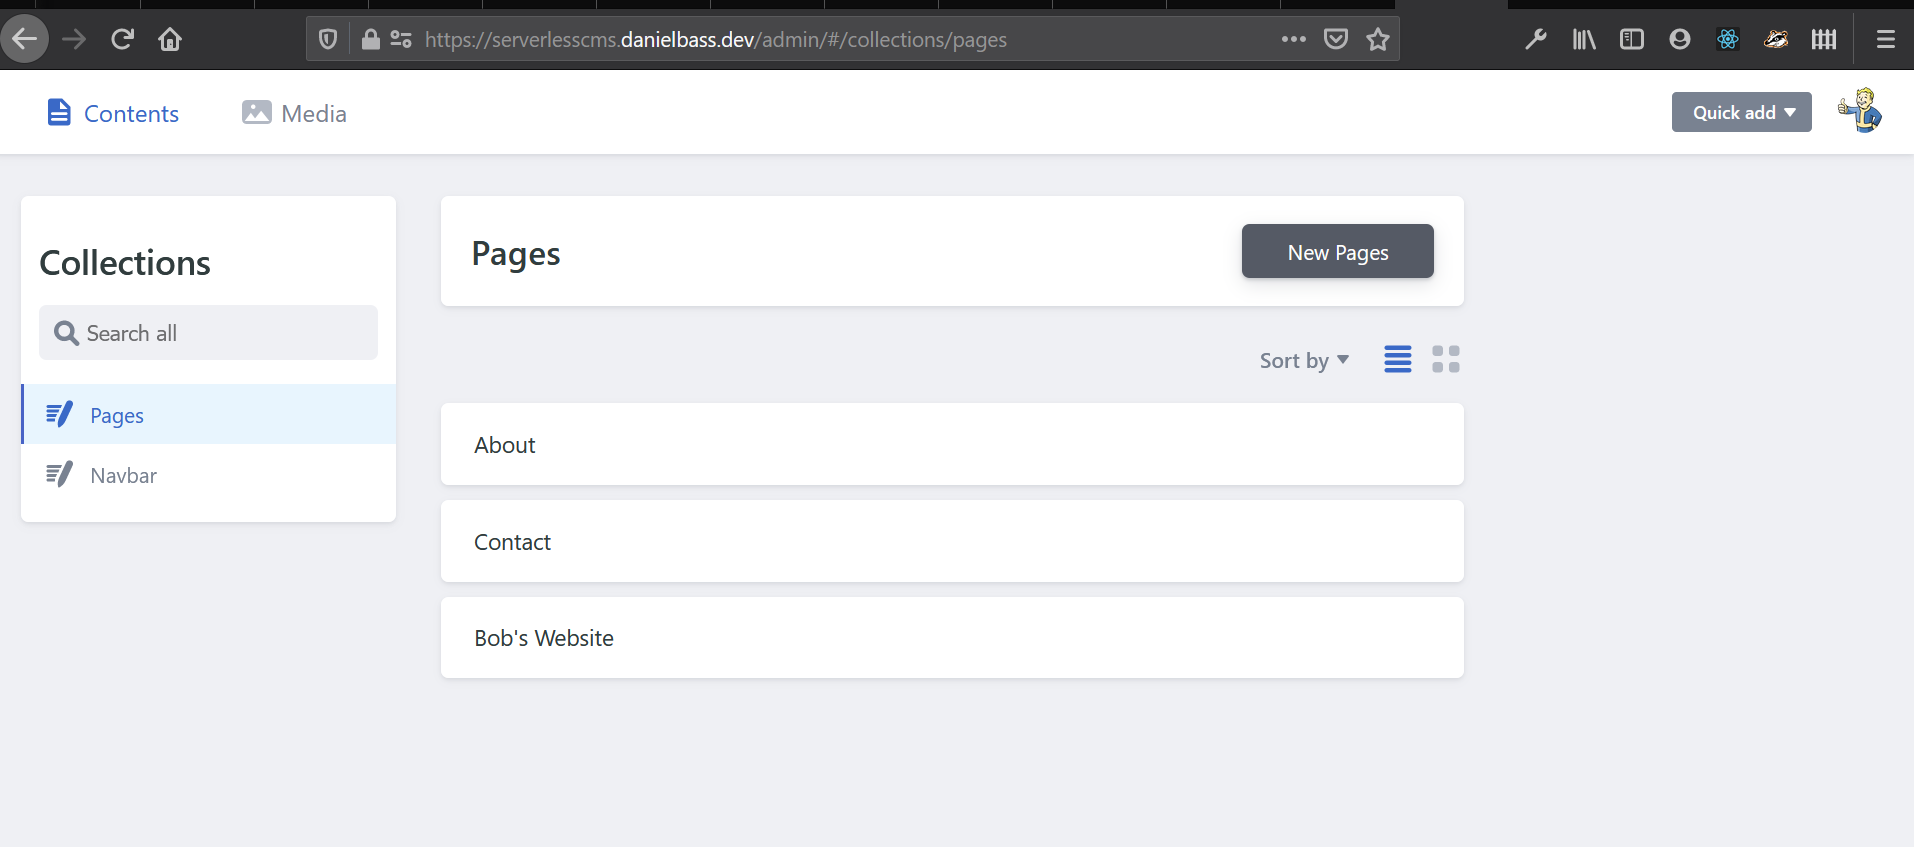 https://serverlesscms.danielbass.dev/admin/#/collections/pages
Contents
Media
Quick add
Collections
Search all
Pages
Navbar
Pages
New Pages
Sort by
About
Contact
Bob's Website